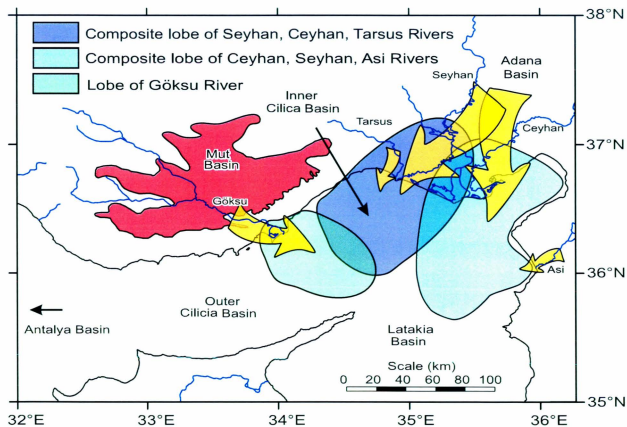 38°N
Composite lobe of Seyhan, Ceyhan, Tarsus Rivers
Composite lobe of Ceyhan, Seyhan, Asi Rivers
Lobe of Göksu River
Seyhan
Adana
Basin
Inner
Cilica Basin
Tarsus
Ceyhan
37°N
Mut
Basin
Göksu
36°N
Asi
Outer
Cilicia Basin
Antalya Basin
Latakia
Basin
Scale (km)
0 20 40 60 80 100
35°N
32°E 33°E 34°E 35°E 36°E